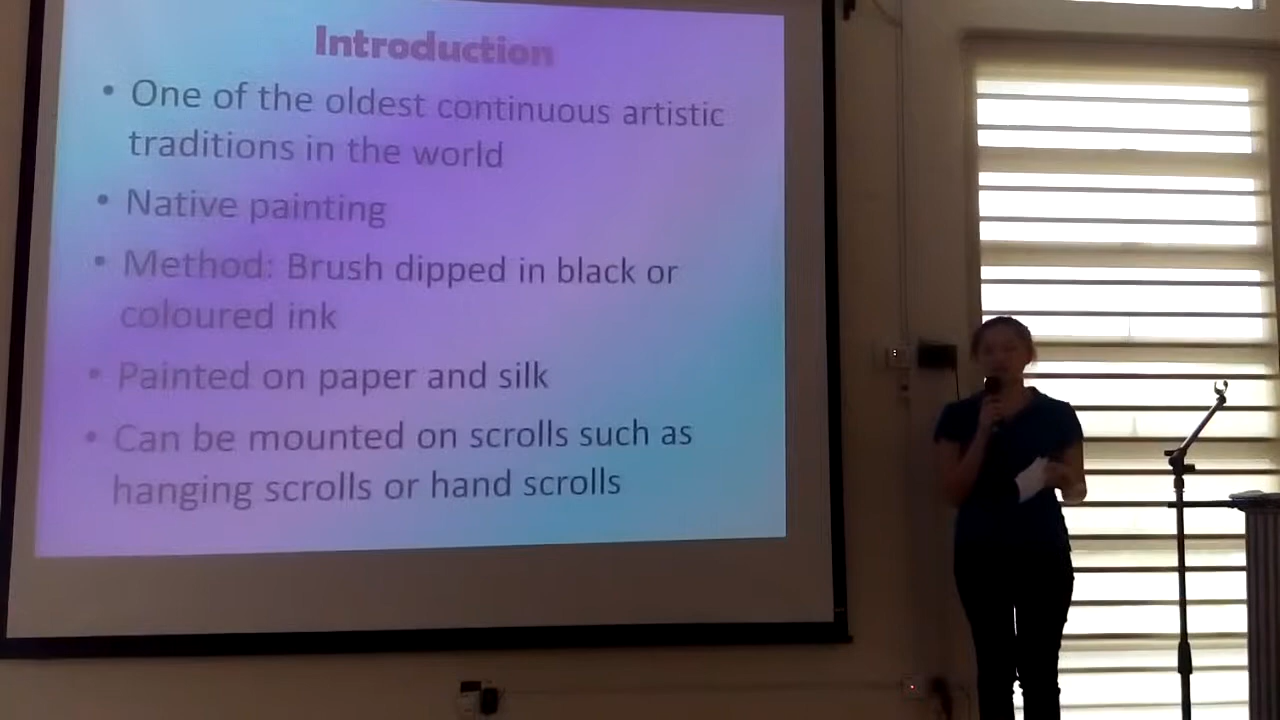 Introduction
• One of the oldest continuous artistic
traditions in the world
• Native painting
• Method: Brush dipped in black or
coloured ink
• Painted on paper and silk
• Can be mounted on scrolls such as
hanging scrolls or hand scrolls